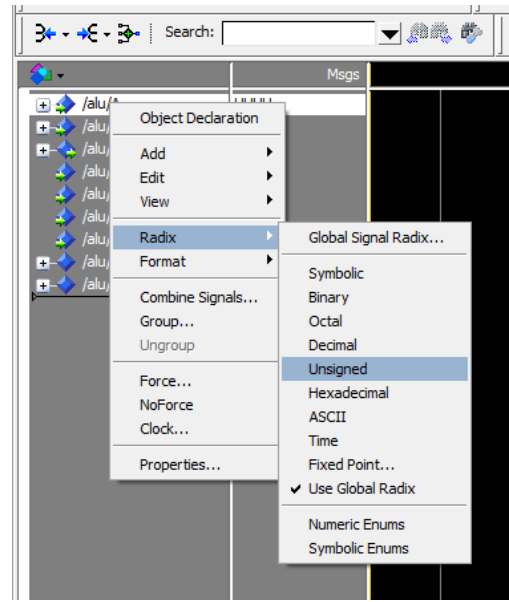 Search:
Msgs
/alu/A
/alu/
/alu/
/alu/
/alu/
/alu/
/alu/
/alu/
/alu/
Object Declaration
Add
Edit
View
Radix
Format
Combine Signals...
Group...
Ungroup
Force...
NoForce
Clock...
Properties...
Global Signal Radix...
Symbolic
Binary
Octal
Decimal
Unsigned
Hexadecimal
ASCII
Time
Fixed Point...
Use Global Radix
Numeric Enums
Symbolic Enums